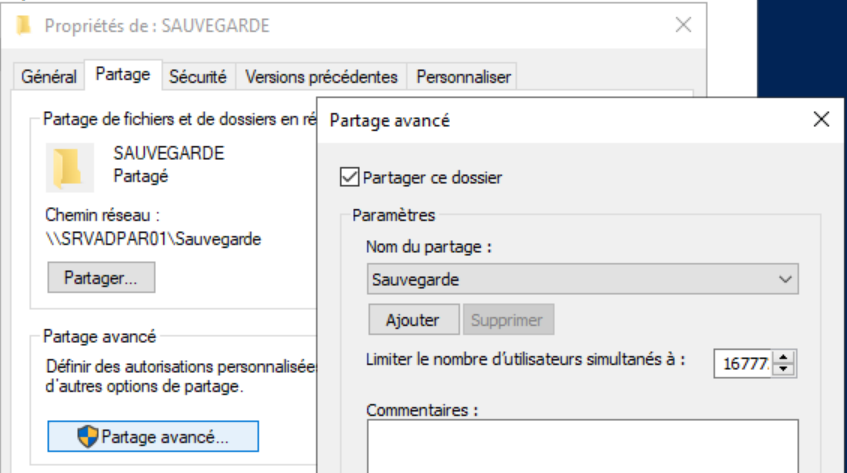 Propriétés de : SAUVEGARDE
Général Partage Sécurité Versions précédentes Personnaliser
Partage de fichiers et de dossiers en ré
SAUVEGARDE
Partagé
Chemin réseau :
\\SRVADPAR01\Sauvegarde
Partager...
Partage avancé
Définir des autorisations personnalisée
d'autres options de partage.
Partage avancé...
Partage avancé
Partager ce dossier
Paramètres
Nom du partage :
Sauvegarde
Ajouter Supprimer
Limiter le nombre d'utilisateurs simultanés à : 16777
Commentaires :